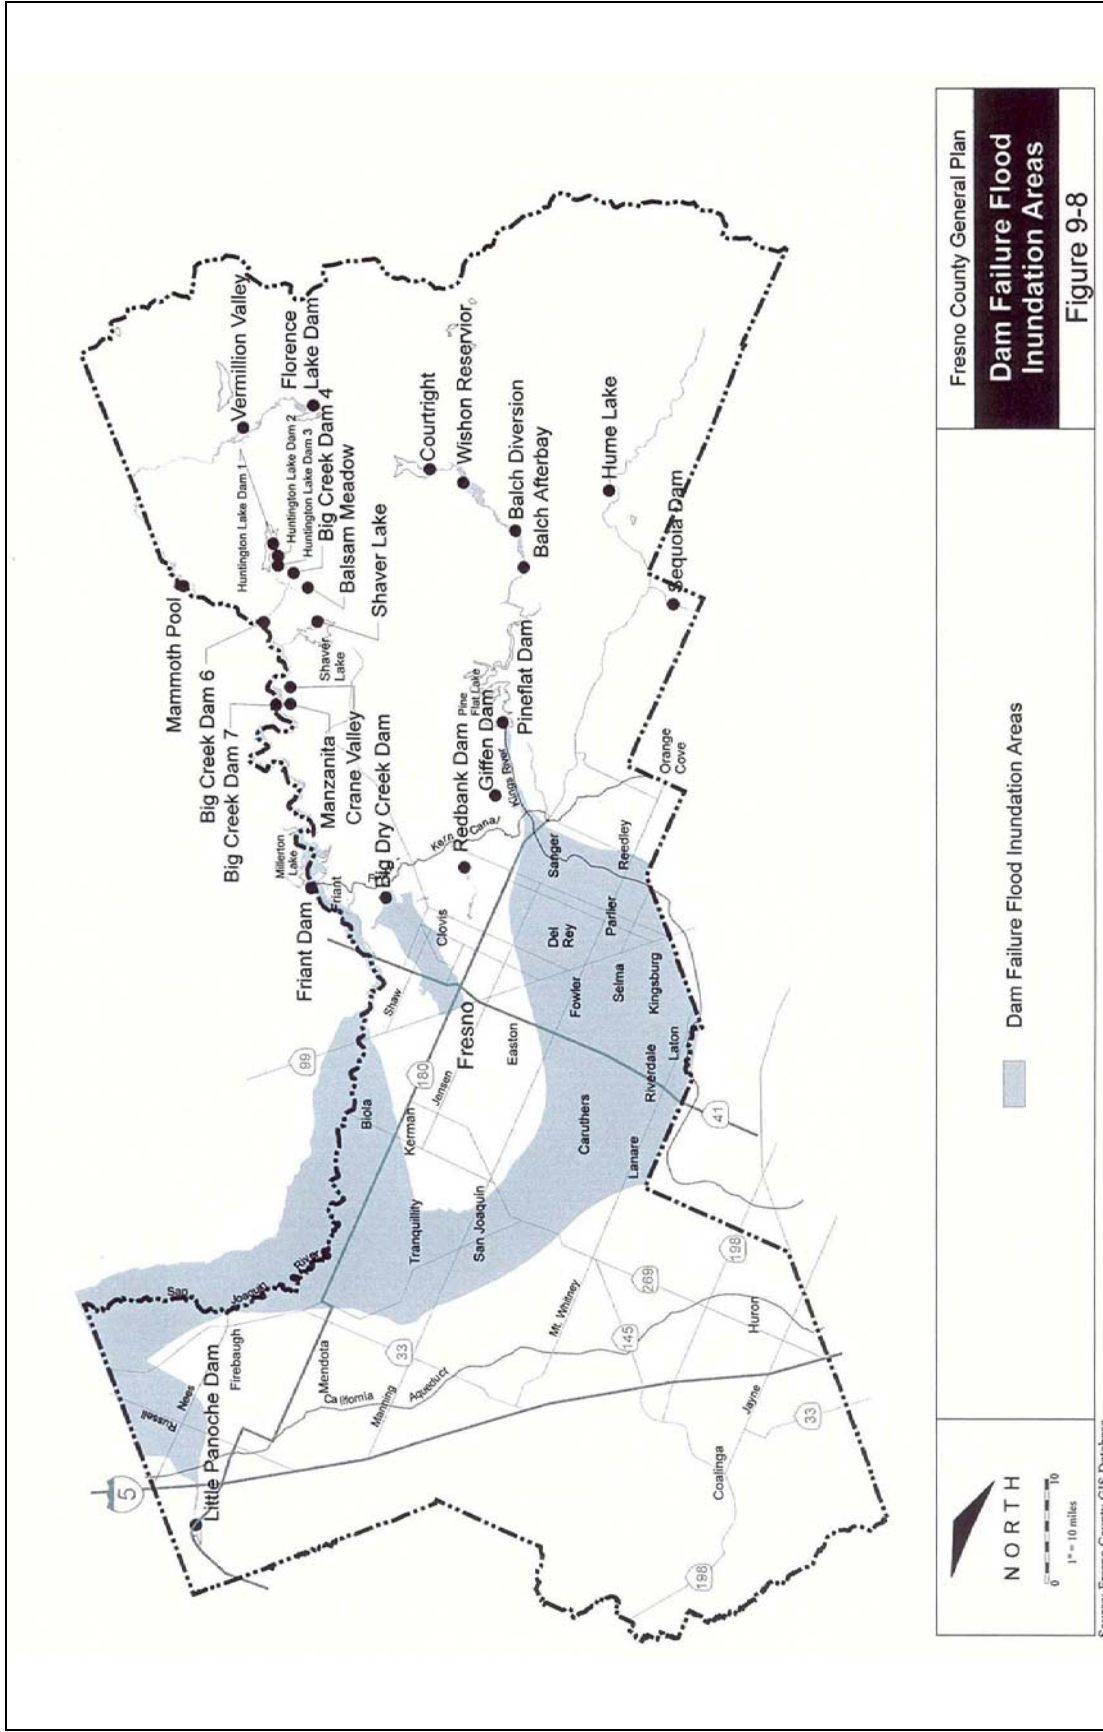 Fresno County General Plan
Dam Failure Flood
Inundation Areas
Figure 9-8
Mammoth Pool
Vermillion Valley
Huntington Lake Dam 1
Huntington Lake Dam 2
Huntington Lake Dam 3
Florence
Lake Dam
Big Creek Dam 4
Balsam Meadow
Shaver Lake
Shaver
Lake
Big Creek Dam 6
Big Creek Dam 7
Manzanita
Crane Valley
Big Dry Creek Dam
Millerton
Lake
Friant Dam
Friant
Courtright
Wishon Reservior
Balch Diversion
Balch Afterbay
Hume Lake
Sequoia Dam
Pineflat Dam
Pine
Flat Lake
Redbank Dam
Giffen Dam
Kings River
Kern
Canal
Orange
Cove
Sanger
Reedley
Clovis
Shaw
99
Biola
180
Fresno
Kerman
Jensen
Easton
Del
Rey
Parlier
Fowler
Selma
Kingsburg
Caruthers
Riverdale
Laton
Lanare
41
Tranquillity
San Joaquin
San
Joaquin
River
Firebaugh
Nees
Russell
Little Panoche Dam
5
Mendota
California
Aqueduct
Manning
33
Mt. Whitney
145
269
198
Huron
Jayne
33
Coalinga
198
Dam Failure Flood Inundation Areas
NORTH
0
10
1" = 10 miles
Source: Fresno County GIS Database